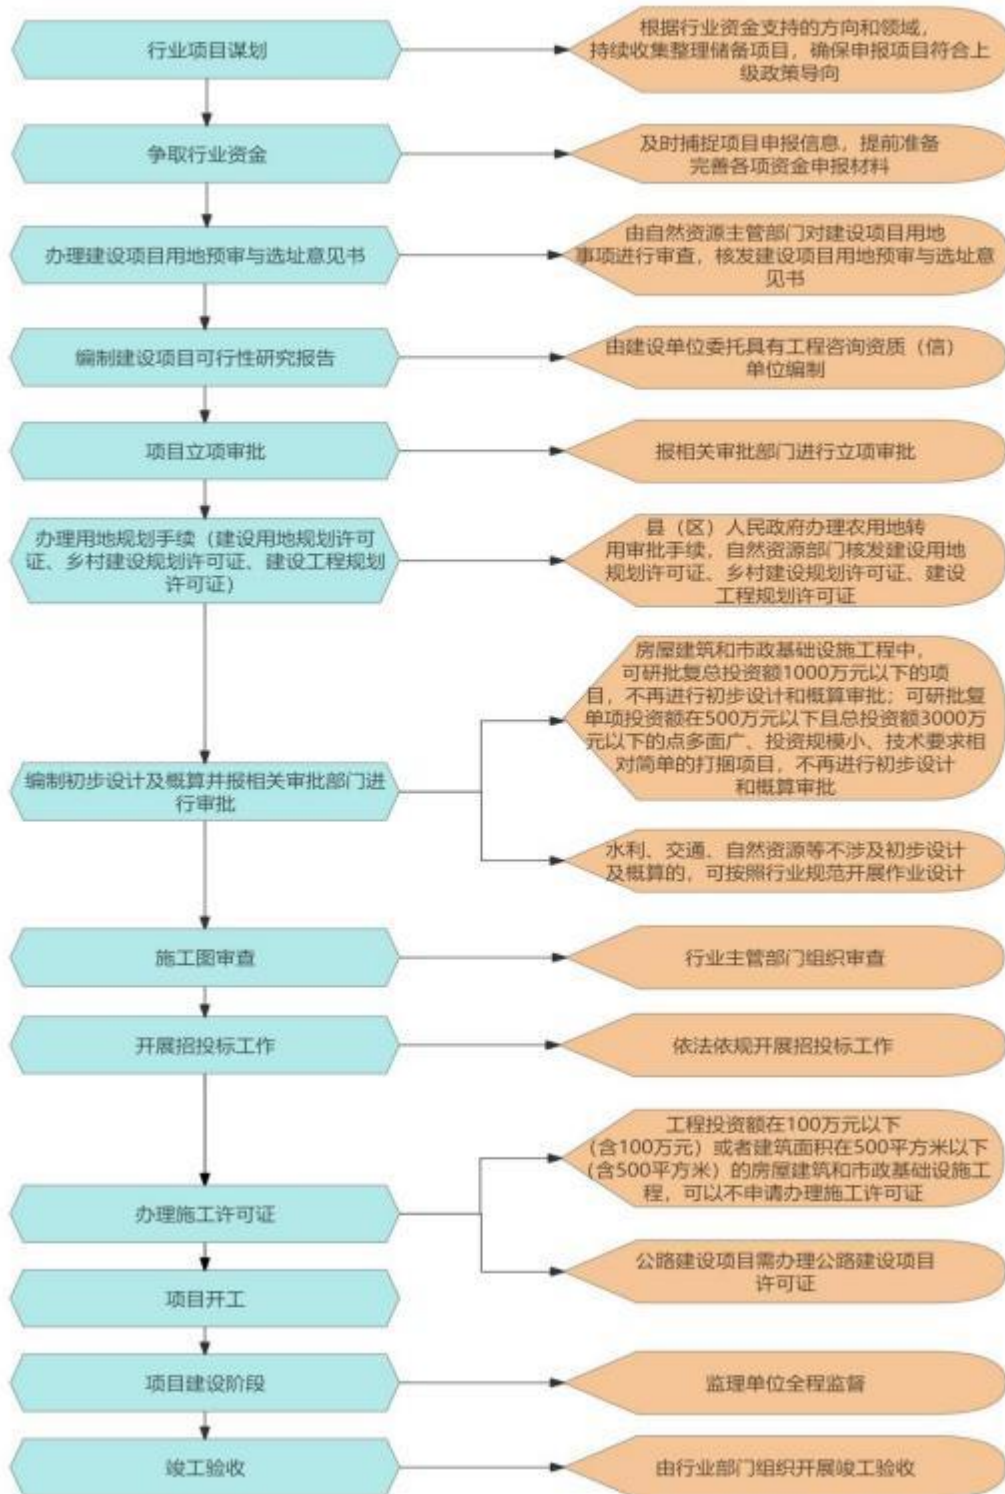 行业项目谋划
根据行业资金支持的方向和领域，
持续收集整理储备项目，确保申报项目符合上
级政策导向
争取行业资金
及时捕捉项目申报信息，提前准备
完善各项资金申报材料
办理建设项目用地预审与选址意见书
由自然资源主管部门对建设项目用地
事项进行审查，核发建设项目用地预审与选址意
见书
编制建设项目可行性研究报告
由建设单位委托具有工程咨询资质（信）
单位编制
项目立项审批
报相关审批部门进行立项审批
办理用地规划手续（建设用地规划许可
证、乡村建设规划许可证、建设工程规划
许可证）
县（区）人民政府办理农用地转
用审批手续，自然资源部门核发建设用地
规划许可证、乡村建设规划许可证、建设
工程规划许可证
编制初步设计及概算并报相关审批部门进
行审批
房屋建筑和市政基础设施工程中，
可研批复总投资额1000万元以下的项
目，不再进行初步设计和概算审批；可研批复
单项投资额在500万元以下且总投资额3000万
元以下的点多面广、投资规模小、技术要求相
对简单的打捆项目，不再进行初步设计
和概算审批
水利、交通、自然资源等不涉及初步设计
及概算的，可按照行业规范开展作业设计
施工图审查
行业主管部门组织审查
开展招投标工作
依法依规开展招投标工作
办理施工许可证
工程投资额在100万元以下
（含100万元）或者建筑面积在500平方米以下
（含500平方米）的房屋建筑和市政基础设施工
程，可以不申请办理施工许可证
公路建设项目需办理公路建设项目
许可证
项目开工
项目建设阶段
监理单位全程监督
竣工验收
由行业部门组织开展竣工验收